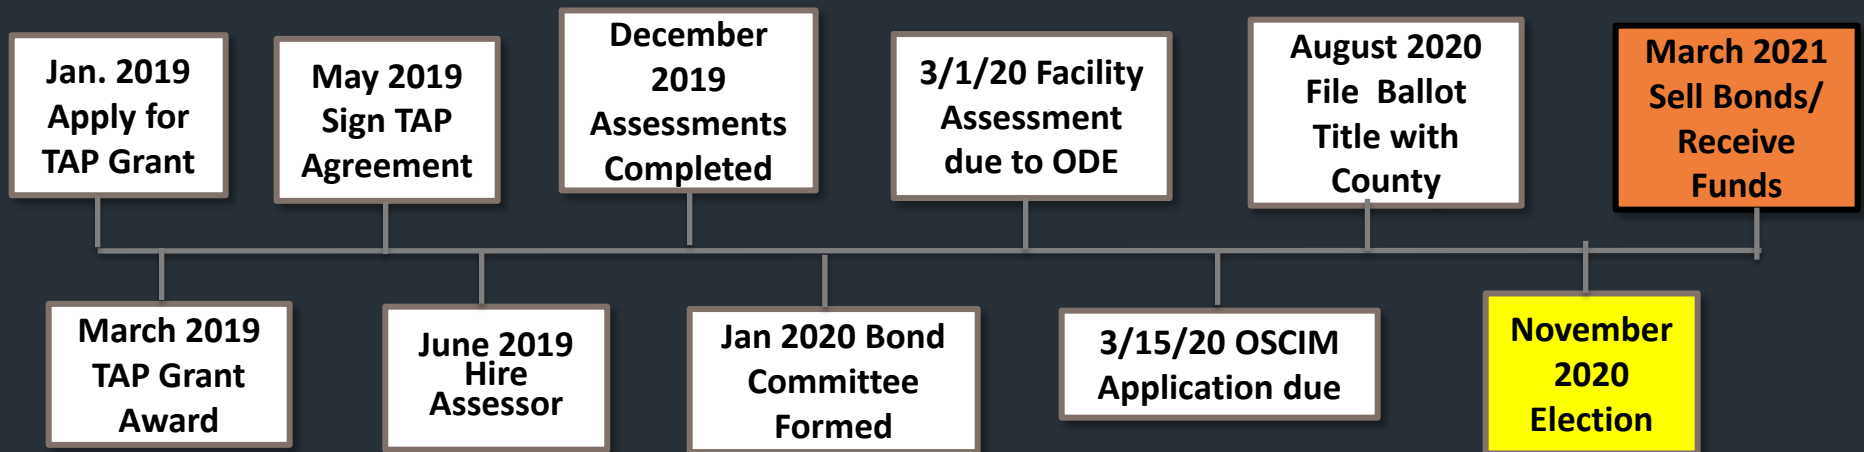 Jan. 2019
Apply for
TAP Grant
March 2019
TAP Grant
Award
May 2019
Sign TAP
Agreement
June 2019
Hire
Assessor
December
2019
Assessments
Completed
Jan 2020 Bond
Committee
Formed
3/1/20 Facility
Assessment
due to ODE
3/15/20 OSCIM
Application due
August 2020
File  Ballot
Title with
County
November
2020
Election
March 2021
Sell Bonds/
Receive
Funds